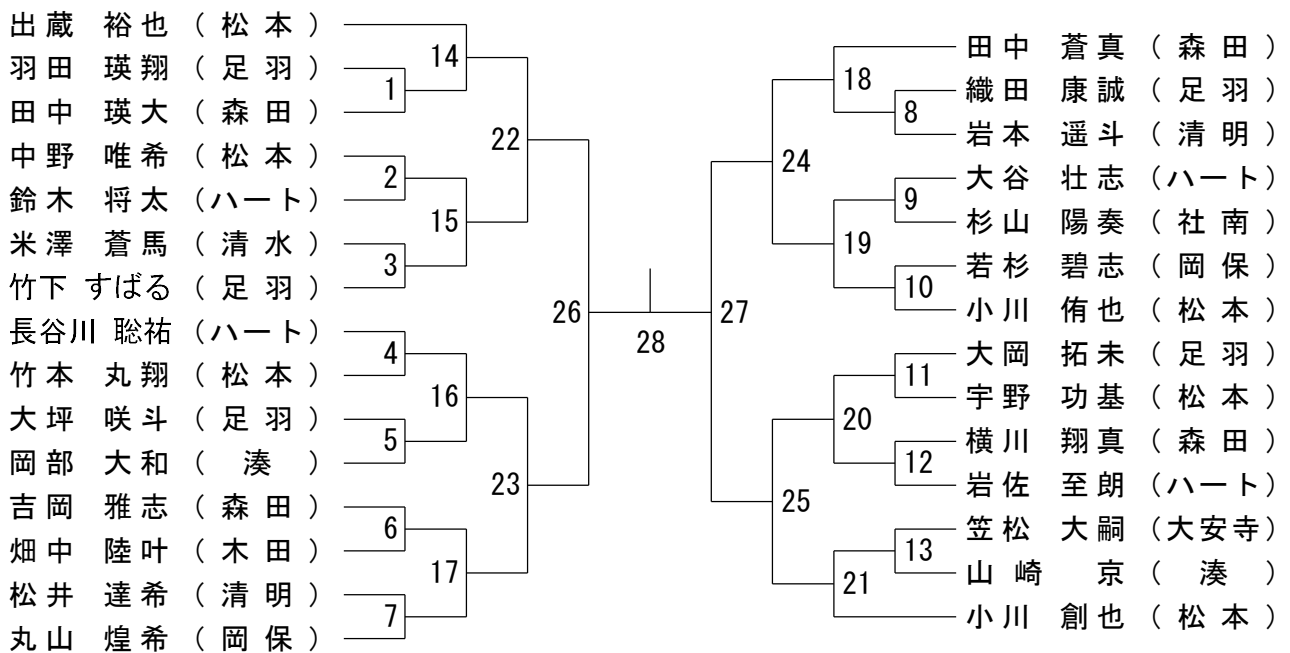 出蔵 裕也 (松本)
羽田 瑛翔 (足羽)
田中 瑛大 (森田)
中野 唯希 (松本)
鈴木 将太 (ハート)
米澤 蒼馬 (清水)
竹下 すばる (足羽)
長谷川 聡祐 (ハート)
竹本 丸翔 (松本)
大坪 咲斗 (足羽)
岡部 大和 (湊)
吉岡 雅志 (森田)
畑中 陸叶 (木田)
松井 達希 (清明)
丸山 煌希 (岡保)
1
2
3
4
5
6
7
14
15
16
17
22
23
26
28
27
24
25
18
19
20
21
8
9
10
11
12
13
田中 蒼真 (森田)
織田 康誠 (足羽)
岩本 遥斗 (清明)
大谷 壮志 (ハート)
杉山 陽奏 (社南)
若杉 碧志 (岡保)
小川 侑也 (松本)
大岡 拓未 (足羽)
宇野 功基 (松本)
横川 翔真 (森田)
岩佐 至朗 (ハート)
笠松 大嗣 (大安寺)
山崎 京 (湊)
小川 創也 (松本)